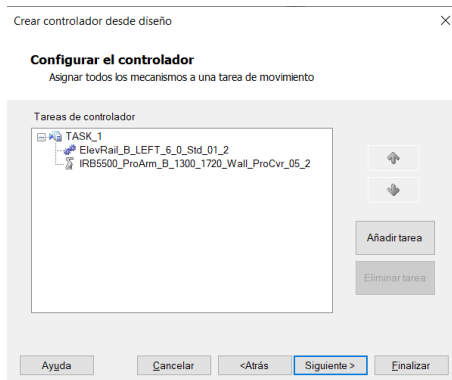 Crear controlador desde diseño
Configurar el controlador
Asignar todos los mecanismos a una tarea de movimiento
Tareas de controlador
TASK_1
ElevRail_B_LEFT_6_0_Std_01_2
IRB5500_ProArm_B_1300_1720_Wall_ProCvr_05_2
Añadir tarea
Eliminar tarea
Ayuda
Cancelar
<Atrás
Siguiente >
Finalizar